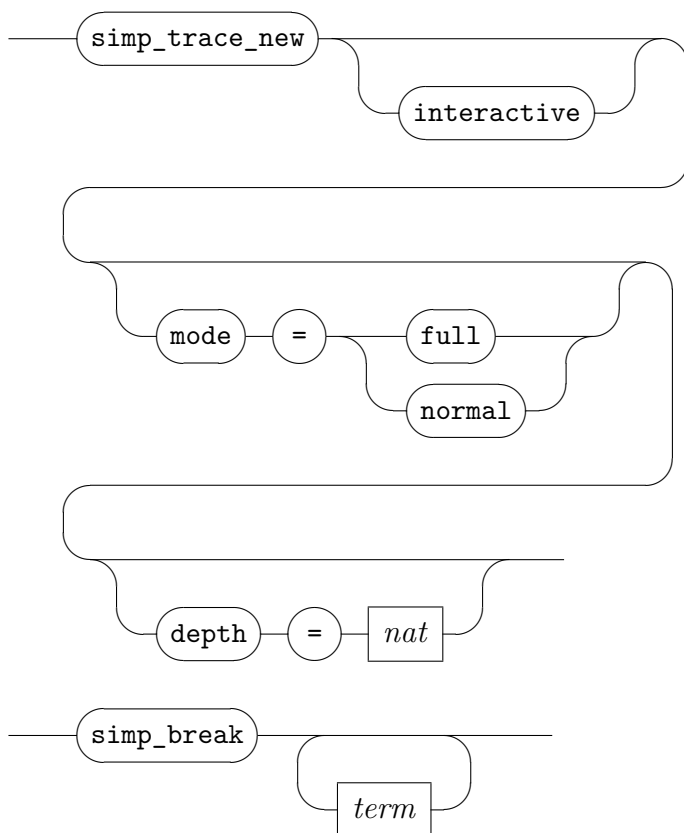 simp_trace_new
interactive
mode = full
normal
depth = nat
simp_break
term